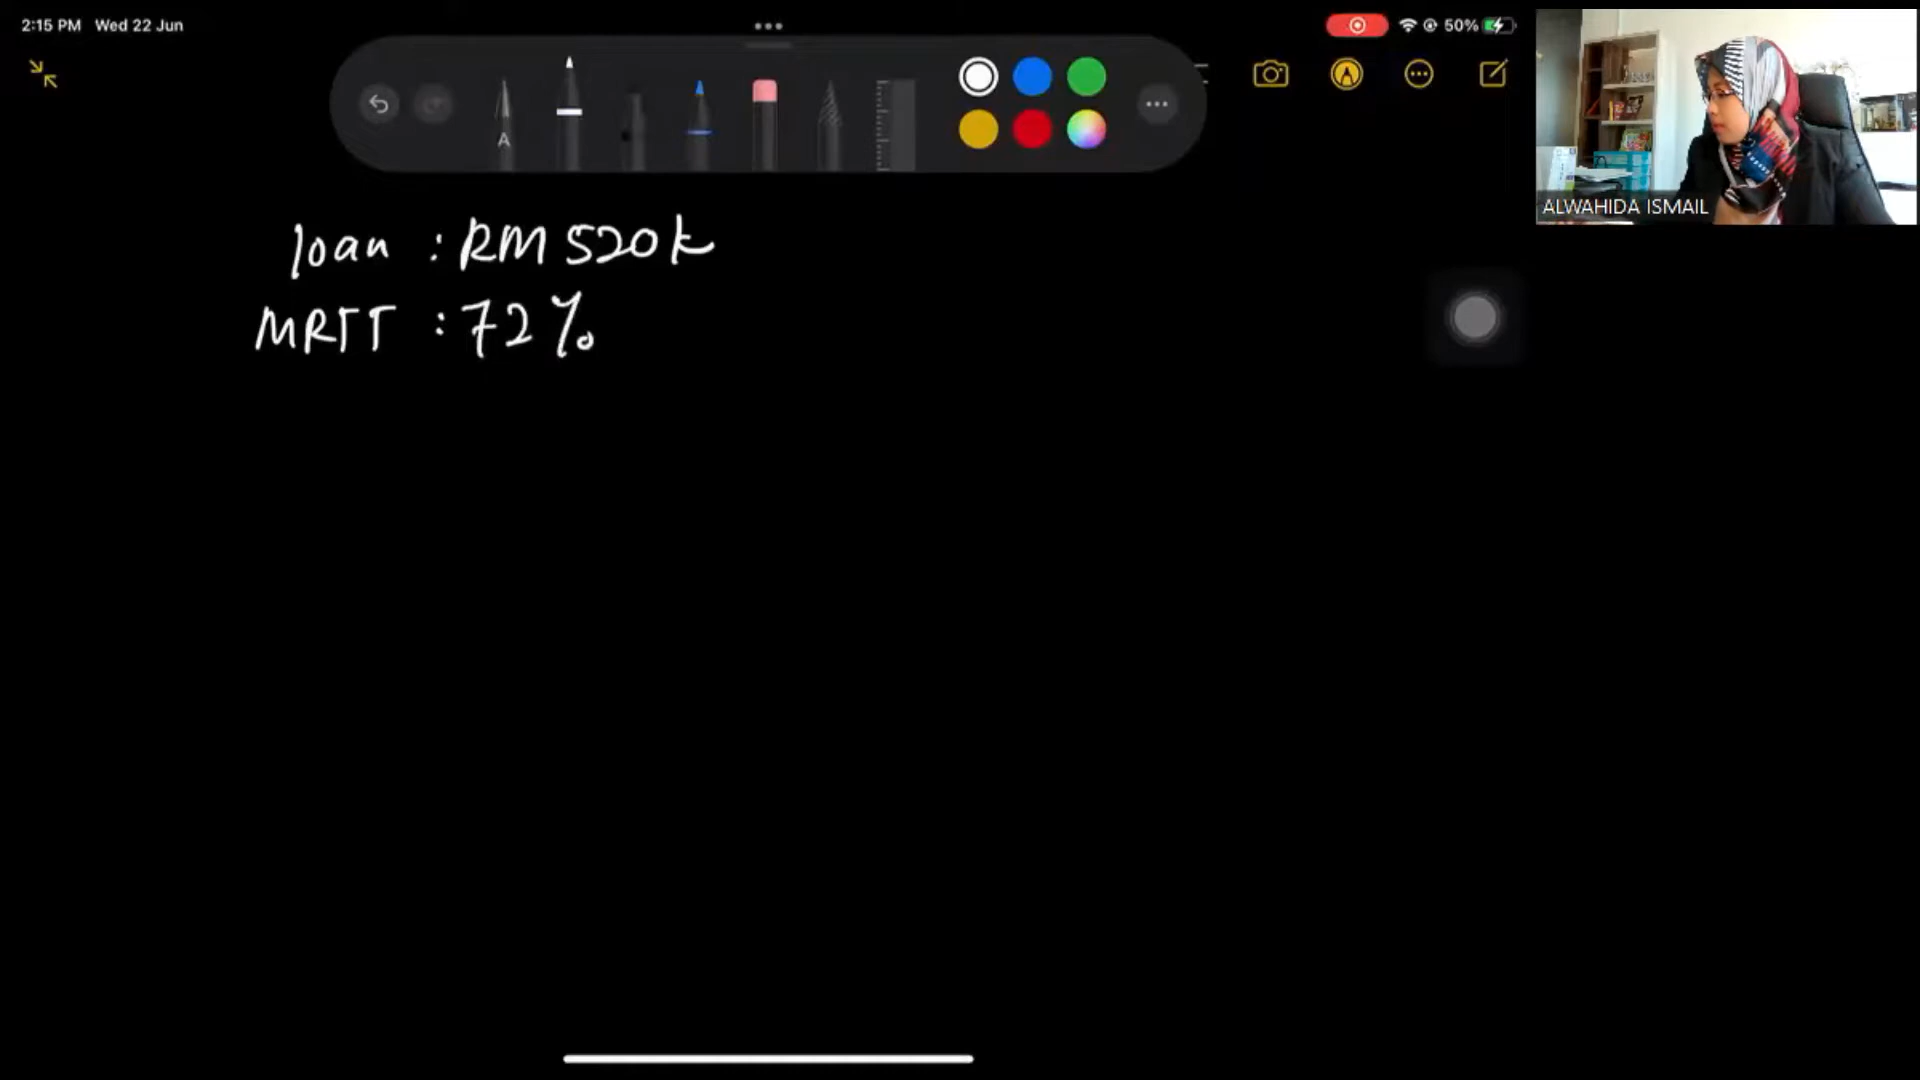 2:15 PM Wed 22 Jun
50%
A
ALWAHIDA ISMAIL
loan : RM 520k
MRTT : 72%